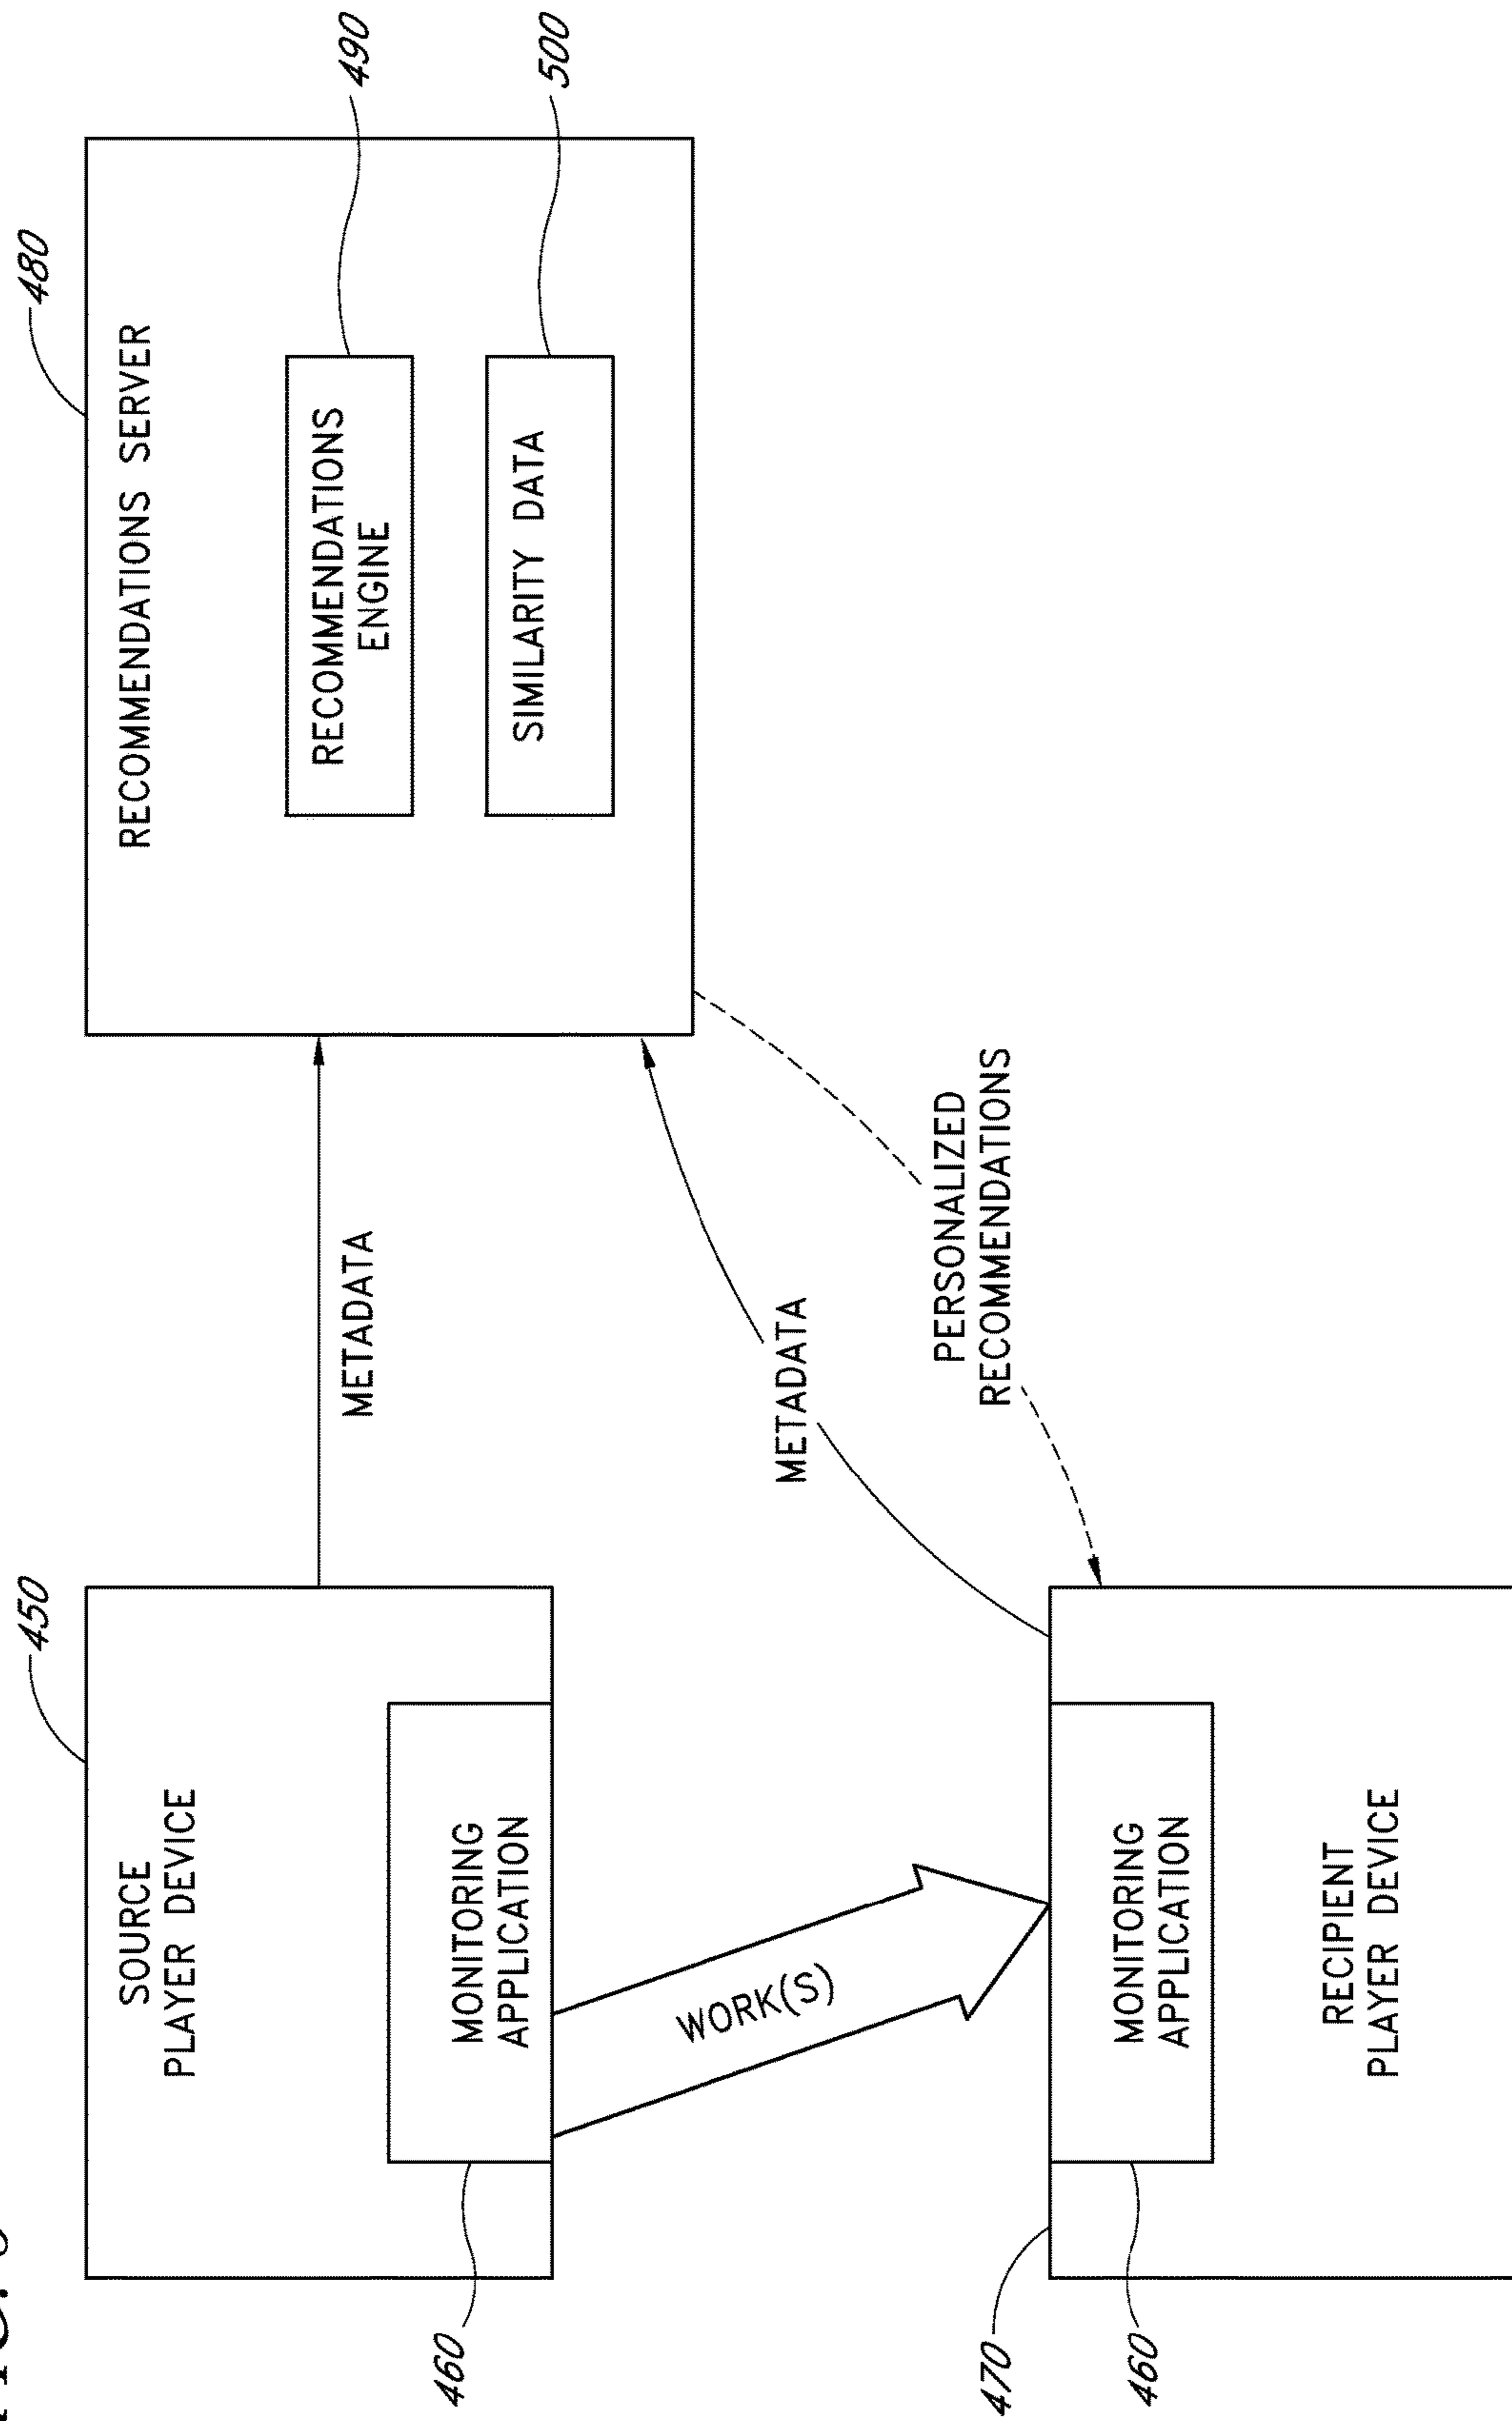 FIG.
450
480
SOURCE
PLAYER DEVICE
RECOMMENDATIONS SERVER
METADATA
RECOMMENDATIONS
ENGINE
490
460
MONITORING
APPLICATION
SIMILARITY DATA
500
WORK(S)
METADATA
PERSONALIZED
RECOMMENDATIONS
470
460
MONITORING
APPLICATION
RECIPIENT
PLAYER DEVICE